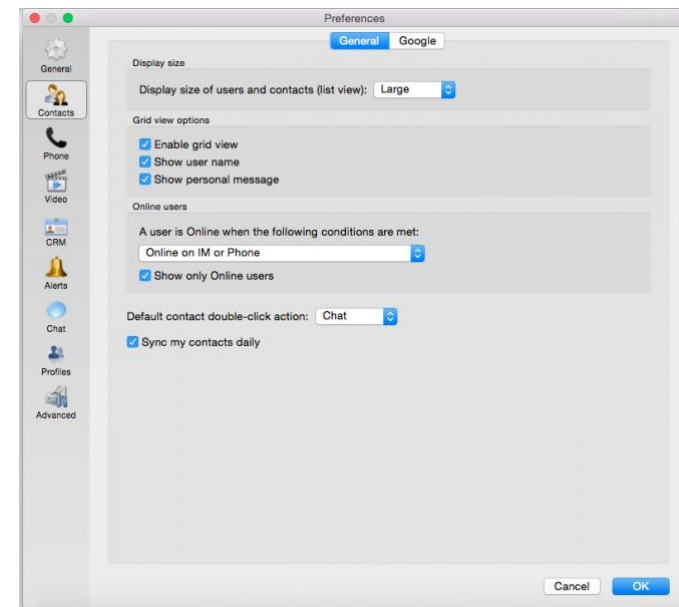 Preferences
General Google
General
Contacts
Phone
Video
CRM
Alerts
Chat
Profiles
Advanced
Display size
Display size of users and contacts (list view): Large
Grid view options
Enable grid view
Show user name
Show personal message
Online users
A user is Online when the following conditions are met:
Online on IM or Phone
Show only Online users
Default contact double-click action: Chat
Sync my contacts daily
Cancel OK